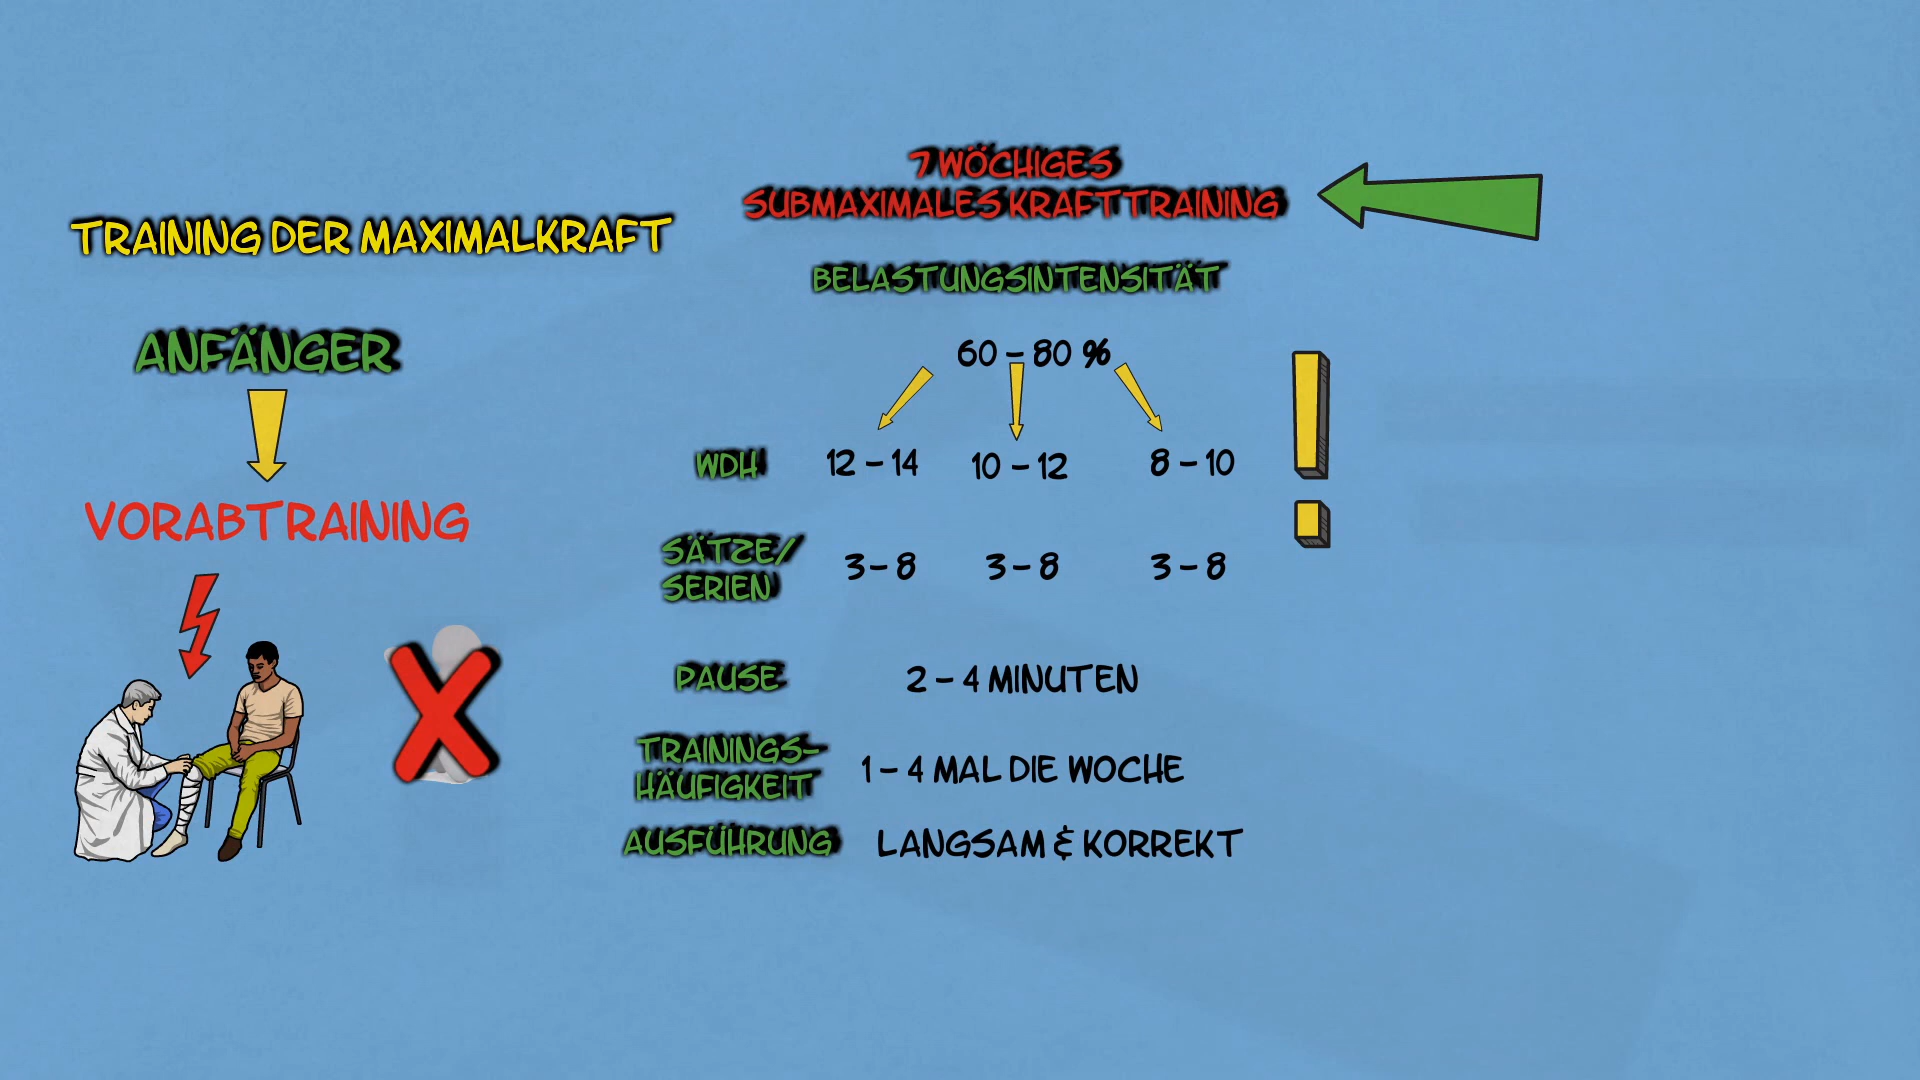 TRAINING DER MAXIMALKRAFT
ANFÄNGER
VORABTRAINING
7 WÖCHIGES
SUBMAXIMALES KRAFTTRAINING
BELASTUNGSINTENSITÄT
60 – 80 %
WDH 12 – 14 10 – 12 8 – 10
SÄTZE/
SERIEN 3 – 8 3 – 8 3 – 8
PAUSE 2 – 4 MINUTEN
TRAININGS-
HÄUFIGKEIT 1 – 4 MAL DIE WOCHE
AUSFÜHRUNG LANGSAM & KORREKT